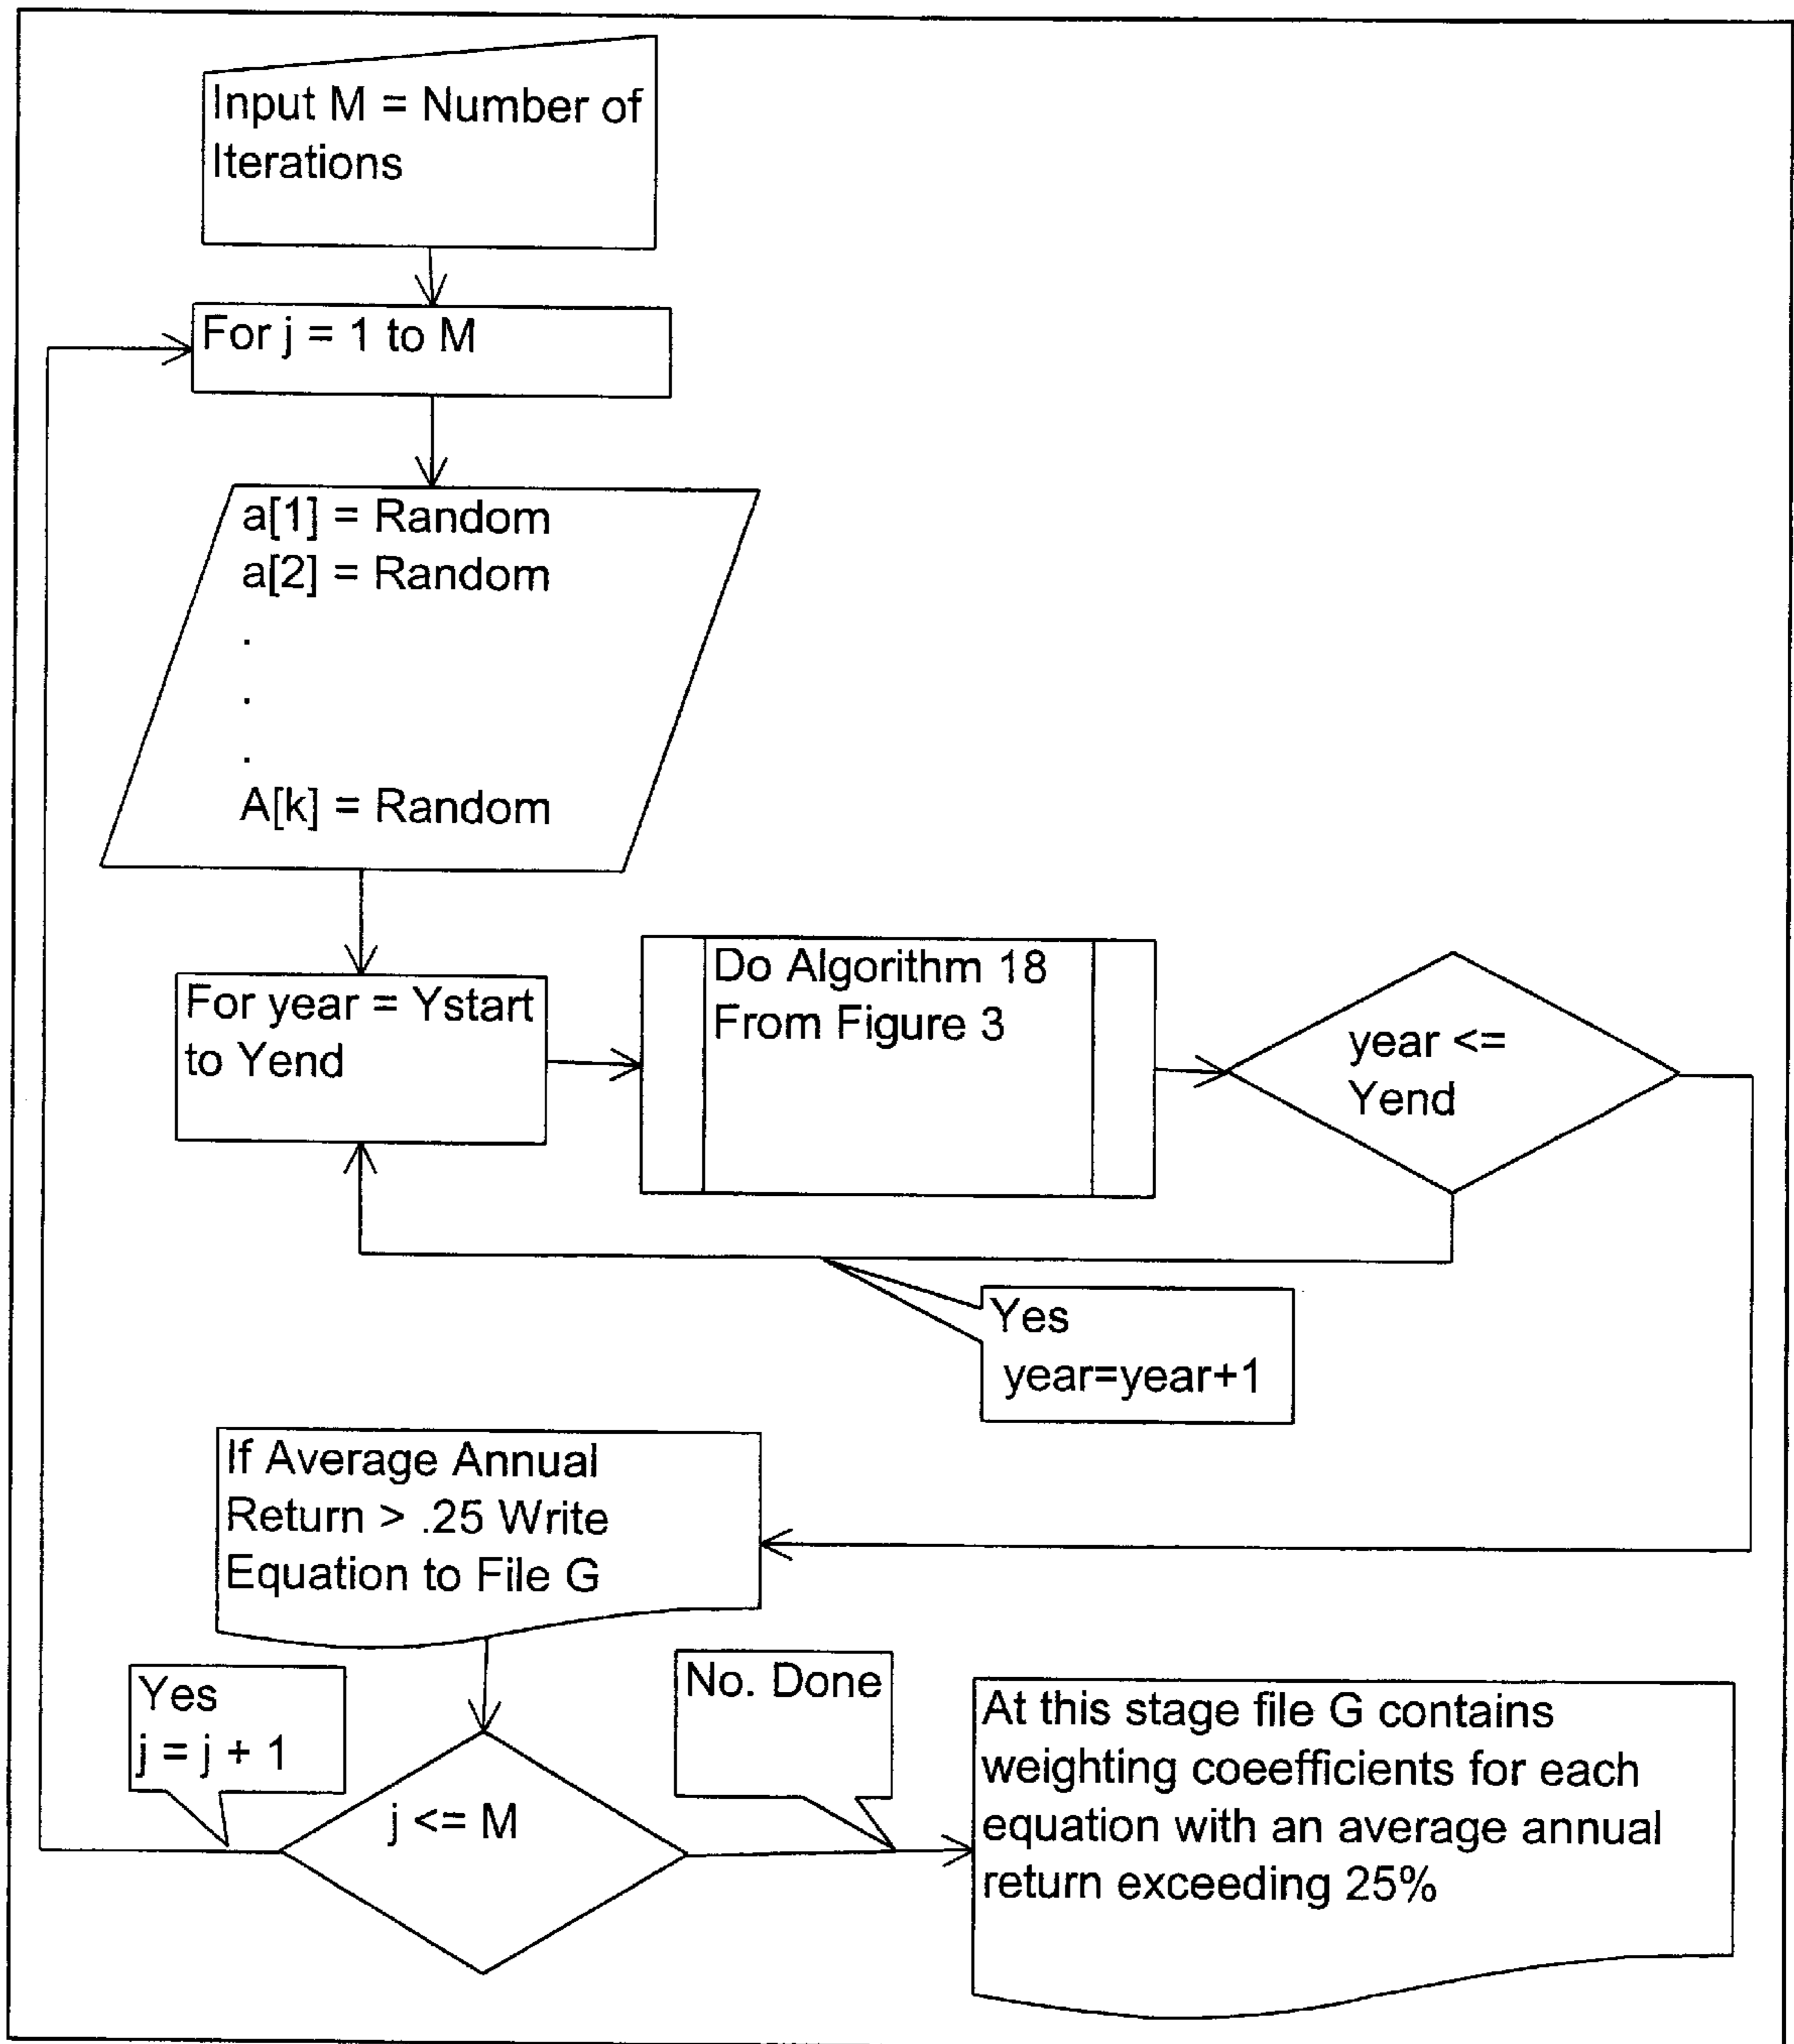 Input M = Number of
Iterations
For j = 1 to M
a[1] = Random
a[2] = Random
.
.
.
A[k] = Random
For year = Ystart
to Yend
Do Algorithm 18
From Figure 3
year <=
Yend
Yes
year=year+1
If Average Annual
Return > .25 Write
Equation to File G
Yes
j = j + 1
j <= M
No. Done
At this stage file G contains
weighting coeefficients for each
equation with an average annual
return exceeding 25%